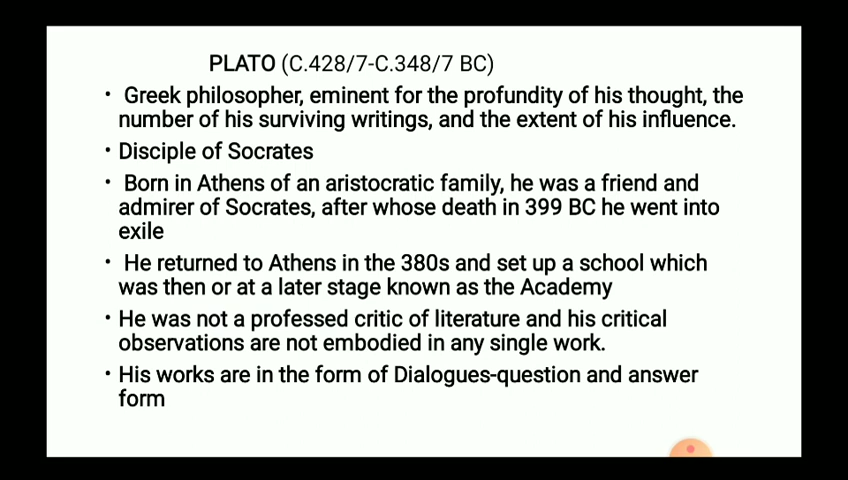 PLATO (C.428/7-C.348/7 BC)
• Greek philosopher, eminent for the profundity of his thought, the
number of his surviving writings, and the extent of his influence.
• Disciple of Socrates
• Born in Athens of an aristocratic family, he was a friend and
admirer of Socrates, after whose death in 399 BC he went into
exile
• He returned to Athens in the 380s and set up a school which
was then or at a later stage known as the Academy
• He was not a professed critic of literature and his critical
observations are not embodied in any single work.
• His works are in the form of Dialogues-question and answer
form